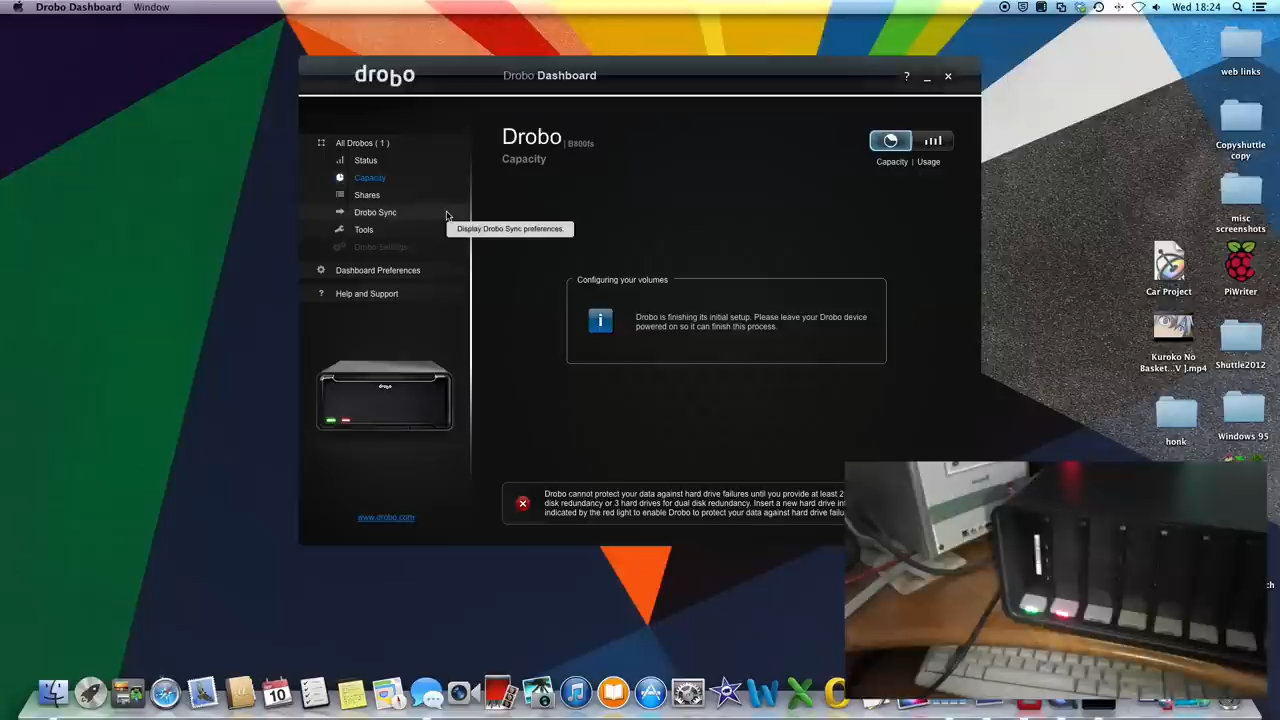 Drobo Dashboard Window
Wed 18:24
drobo
Drobo Dashboard
? _ ×
All Drobos ( 1 )
Status
Capacity
Shares
Drobo Sync
Tools
Drobo Settings
Dashboard Preferences
? Help and Support
Drobo | B800fs
Capacity
Capacity | Usage
Display Drobo Sync preferences.
Configuring your volumes
i
Drobo is finishing its initial setup. Please leave your Drobo device
powered on so it can finish this process.
drobo
www.drobo.com
Drobo cannot protect your data against hard drive failures until you provide at least 2
disk redundancy or 3 hard drives for dual disk redundancy. Insert a new hard drive
indicated by the red light to enable Drobo to protect your data against hard drive
web links
Copyshuttle
copy
misc
screenshots
Car Project
PiWriter
Kuroko No
Basket...V ].mp4
Shuttle2012
honk
Windows 95
10